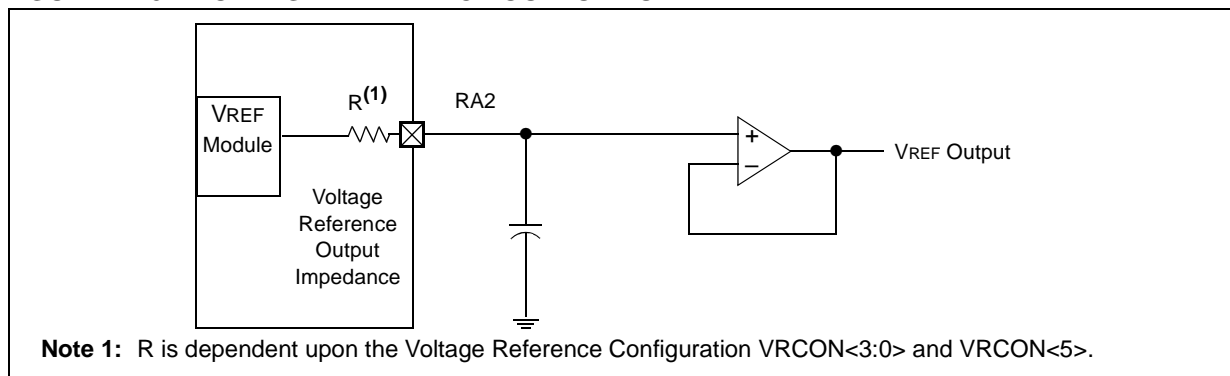 R(1)
RA2
VREF
Module
+
–
VREF Output
Voltage
Reference
Output
Impedance
Note 1: R is dependent upon the Voltage Reference Configuration VRCON<3:0> and VRCON<5>.